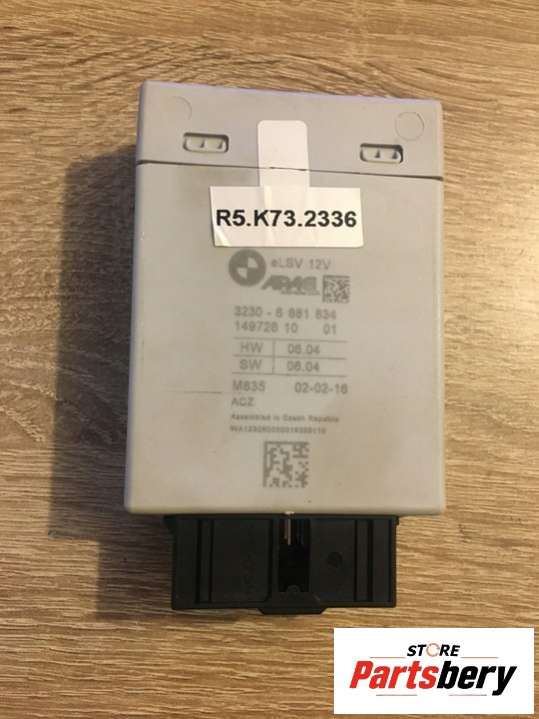 R5.K73.2336
eLSV 12V
3230 - 6 881 834
149728 10 01
HW 06.04
SW 06.04
M835 02-02-16
ACZ
Assembled in Czech Republic
STORE
Partsbery